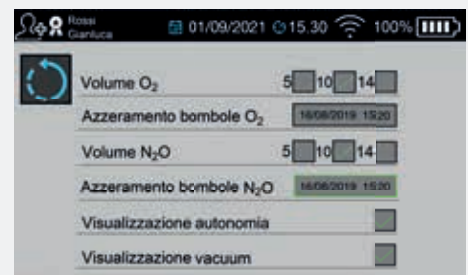 Rossi
Gianluca
01/09/2021 15.30 100%
Volume O₂ 5 10 14
Azzeramento bombole O₂ 16/08/2019 15:20
Volume N₂O 5 10 14
Azzeramento bombole N₂O 16/08/2019 15:20
Visualizzazione autonomia
Visualizzazione vacuum